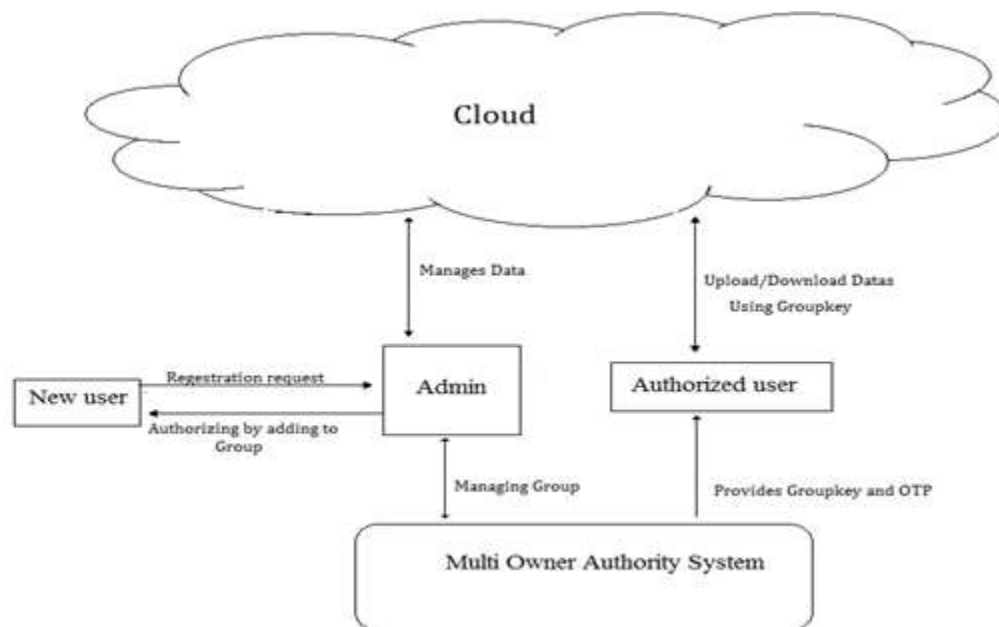 Cloud
Manages Data
Upload/Download Datas
Using Groupkey
Regestration request
New user
Admin
Authorized user
Authorizing by adding to
Group
Managing Group
Provides Groupkey and OTP
Multi Owner Authority System